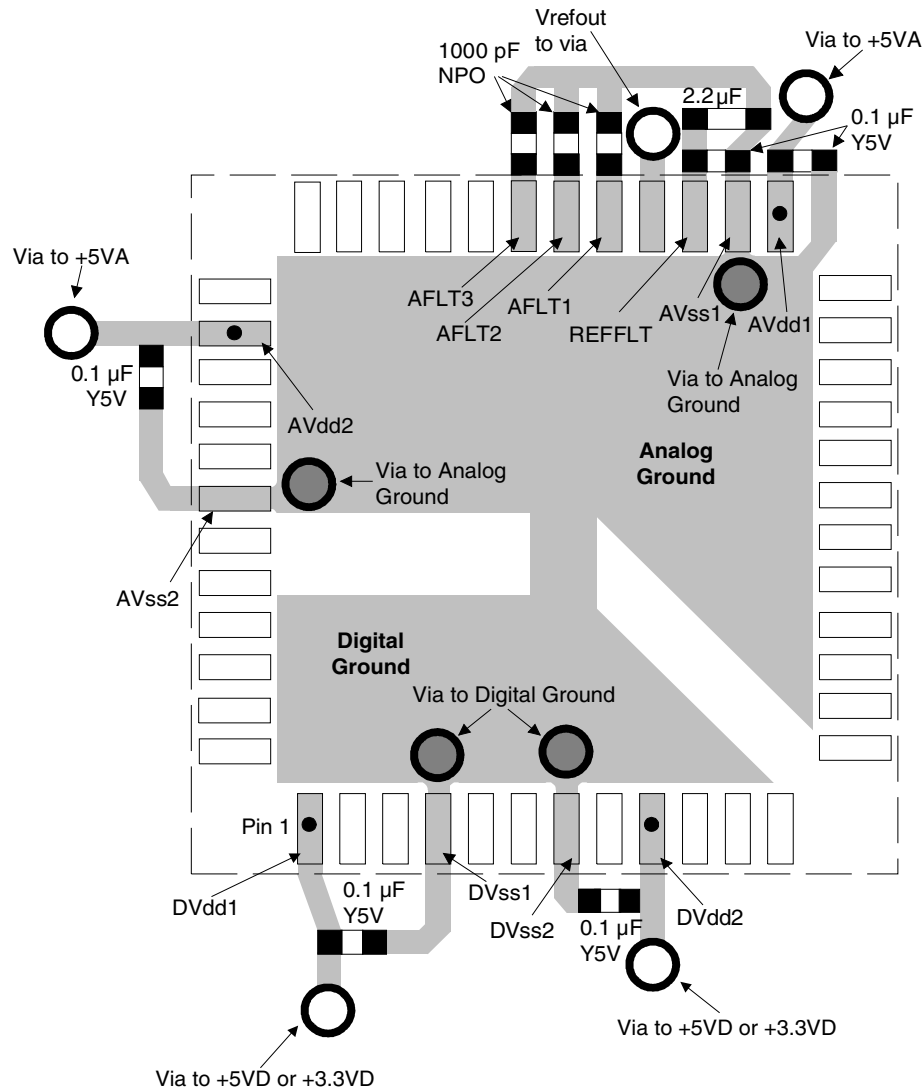 Vrefout
to via
Via to +5VA
1000 pF
NPO
2.2µF
0.1 µF
Y5V
Via to +5VA
AFLT3
AFLT2
AFLT1
REFFLT
AVss1
AVdd1
0.1 µF
Y5V
Via to Analog
Ground
AVdd2
Analog
Ground
Via to Analog
Ground
AVss2
Digital
Ground
Via to Digital Ground
Pin 1
DVdd1
0.1 µF
Y5V
DVss1
DVss2
0.1 µF
Y5V
DVdd2
Via to +5VD or +3.3VD
Via to +5VD or +3.3VD